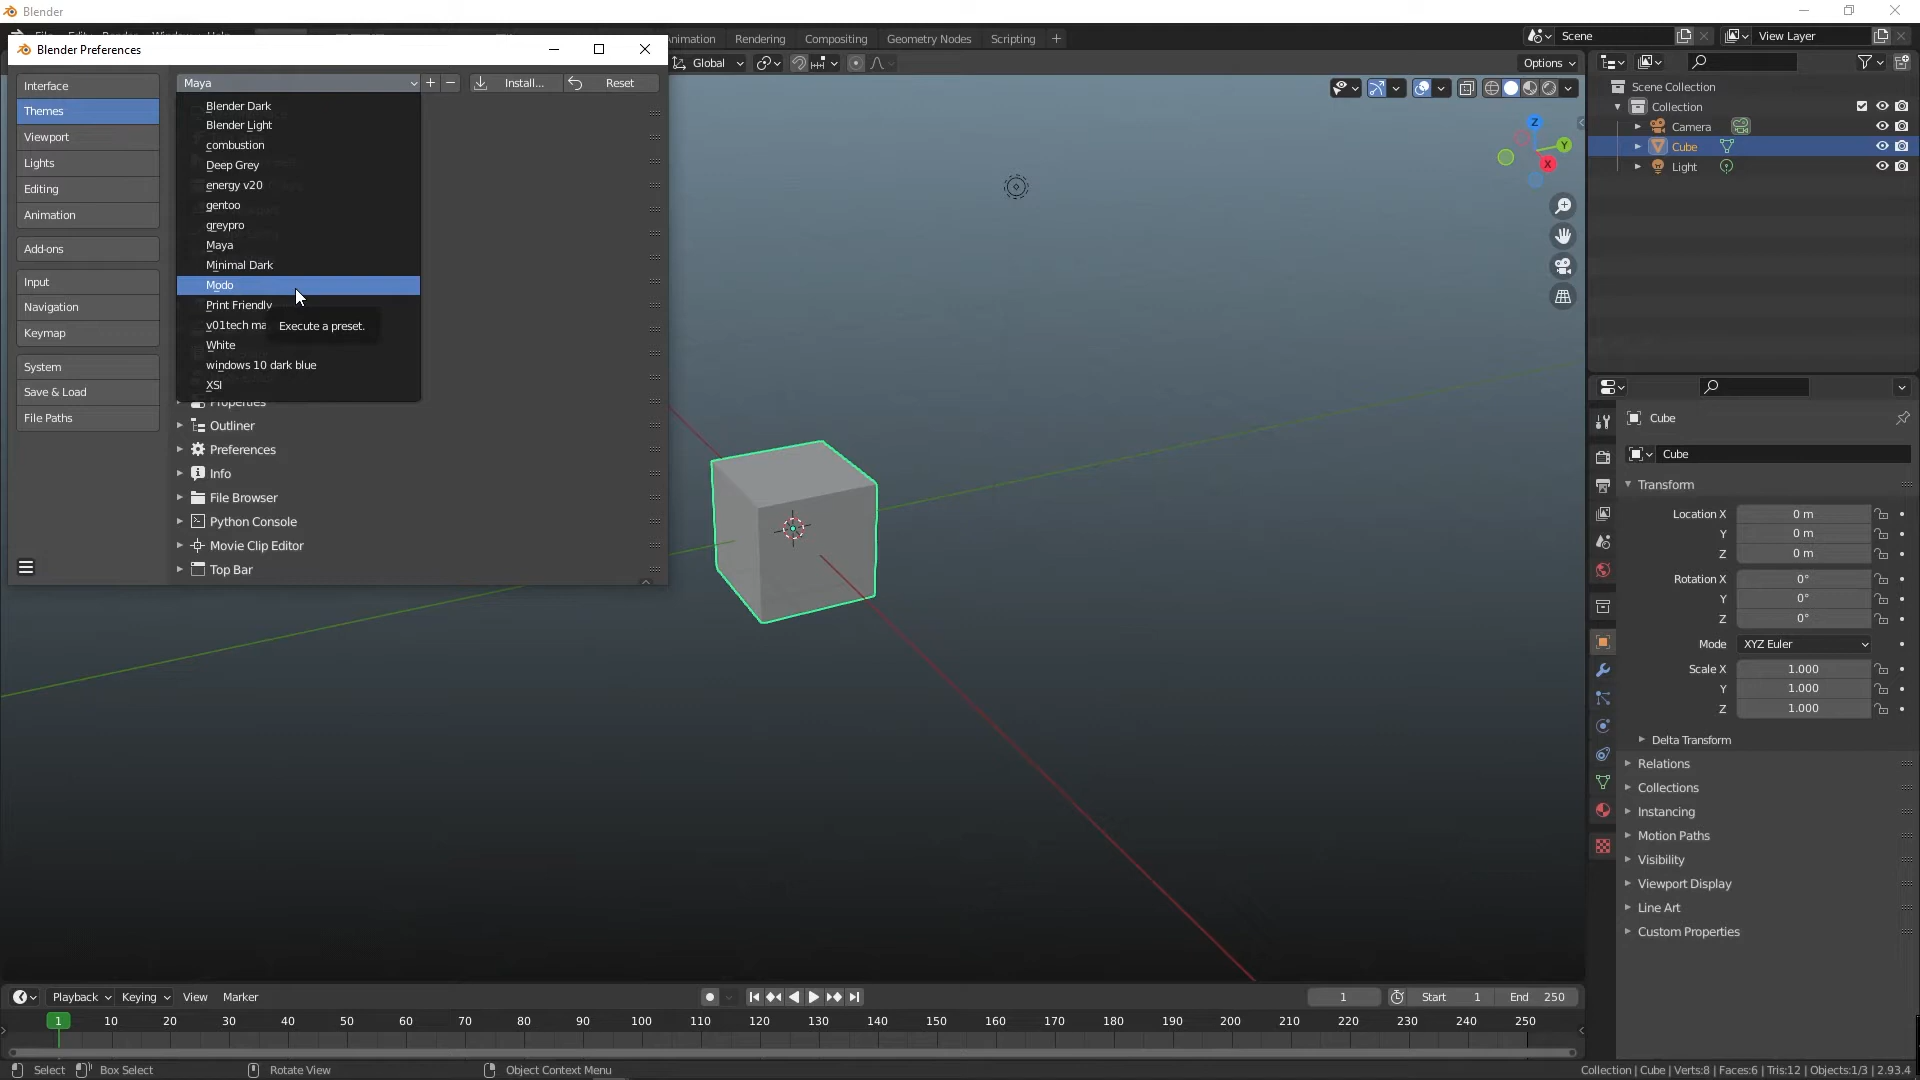 Blender
Blender Preferences
Animation
Rendering
Compositing
Geometry Nodes
Scripting
Scene
View Layer
Interface
Themes
Viewport
Lights
Editing
Animation
Add-ons
Input
Navigation
Keymap
System
Save & Load
File Paths
Maya
Install...
Reset
Blender Dark
Blender Light
combustion
Deep Grey
energy v20
gentoo
greypro
Maya
Minimal Dark
Modo
Print Friendly
v01tech
White
windows 10 dark blue
XSI
Execute a preset.
Properties
Outliner
Preferences
Info
File Browser
Python Console
Movie Clip Editor
Top Bar
Global
Options
Z
Y
X
Scene Collection
Collection
Camera
Cube
Light
Cube
Cube
Transform
Location X 0 m
Y 0 m
Z 0 m
Rotation X 0°
Y 0°
Z 0°
Mode XYZ Euler
Scale X 1.000
Y 1.000
Z 1.000
Delta Transform
Relations
Collections
Instancing
Motion Paths
Visibility
Viewport Display
Line Art
Custom Properties
Playback Keying View Marker
1 Start 1 End 250
1 10 20 30 40 50 60 70 80 90 100 110 120 130 140 150 160 170 180 190 200 210 220 230 240 250
Select Box Select Rotate View Object Context Menu
Collection | Cube | Verts:8 | Faces:6 | Tris:12 | Objects:1/3 | 2.93.4